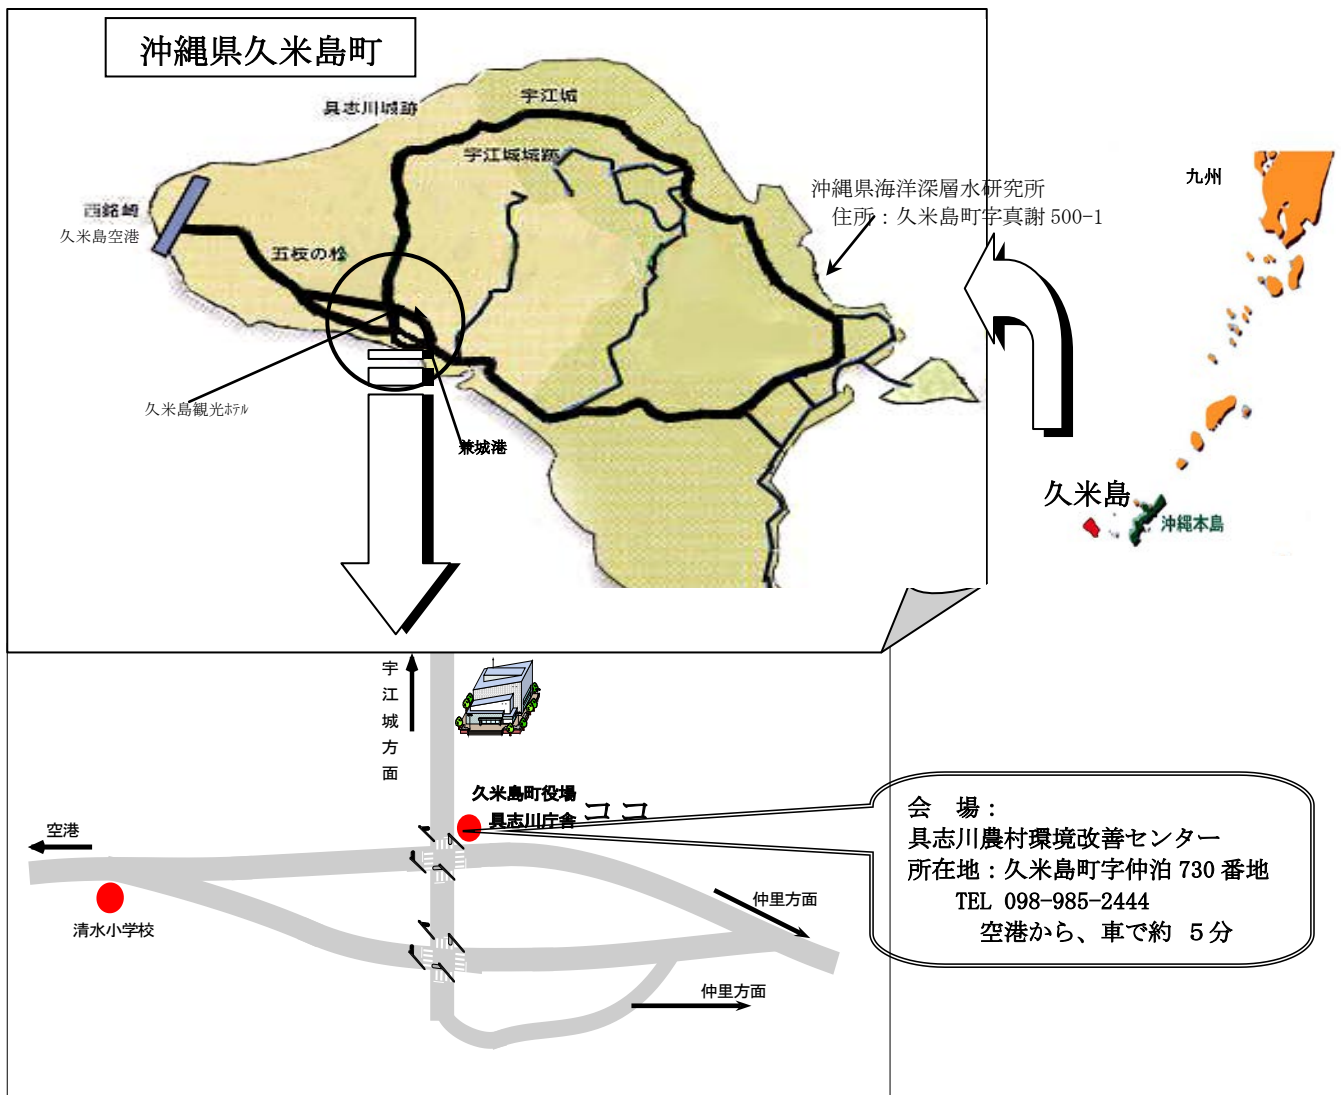 沖縄県久米島町
具志川城跡
宇江城
宇江城城跡
西銘崎
久米島空港
五枝の松
沖縄県海洋深層水研究所
住所：久米島町字真謝 500-1
九州
久米島観光ﾎﾃﾙ
兼城港
久米島
沖縄本島
宇江城方面
久米島町役場
具志川庁舎
ココ
空港
清水小学校
仲里方面
仲里方面
会　場：
具志川農村環境改善センター
所在地：久米島町字仲泊 730 番地
TEL 098-985-2444
空港から、車で約 ５分